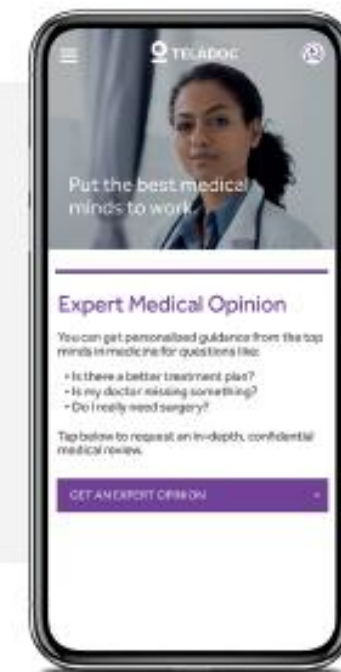 TELADOC
Put the best medical
minds to work.
Expert Medical Opinion
You can get personalized guidance from the top
minds in medicine for questions like:
• Is there a better treatment plan?
• Is my doctor missing something?
• Do I really need surgery?
Tap below to request an in-depth, confidential
medical review.
GET AN EXPERT OPINION